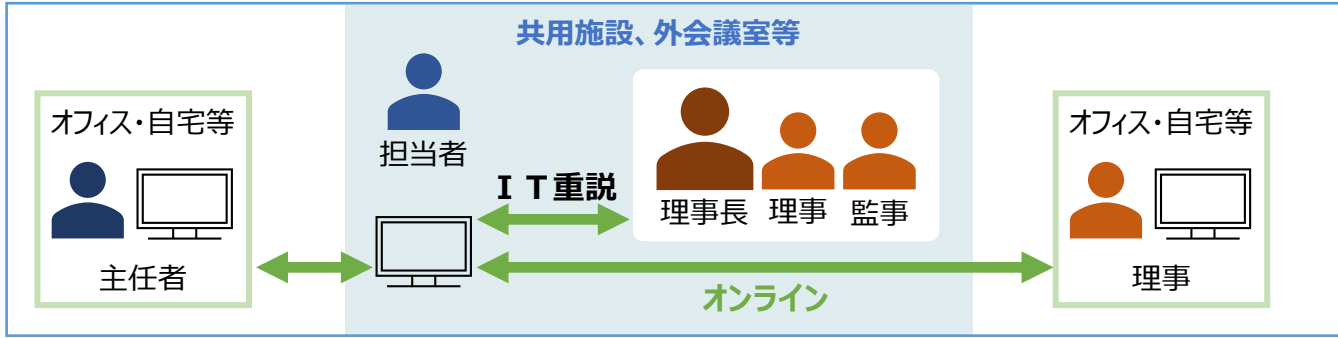 共用施設、外会議室等
オフィス・自宅等
主任者
担当者
ＩＴ重説
理事長 理事 監事
オンライン
オフィス・自宅等
理事